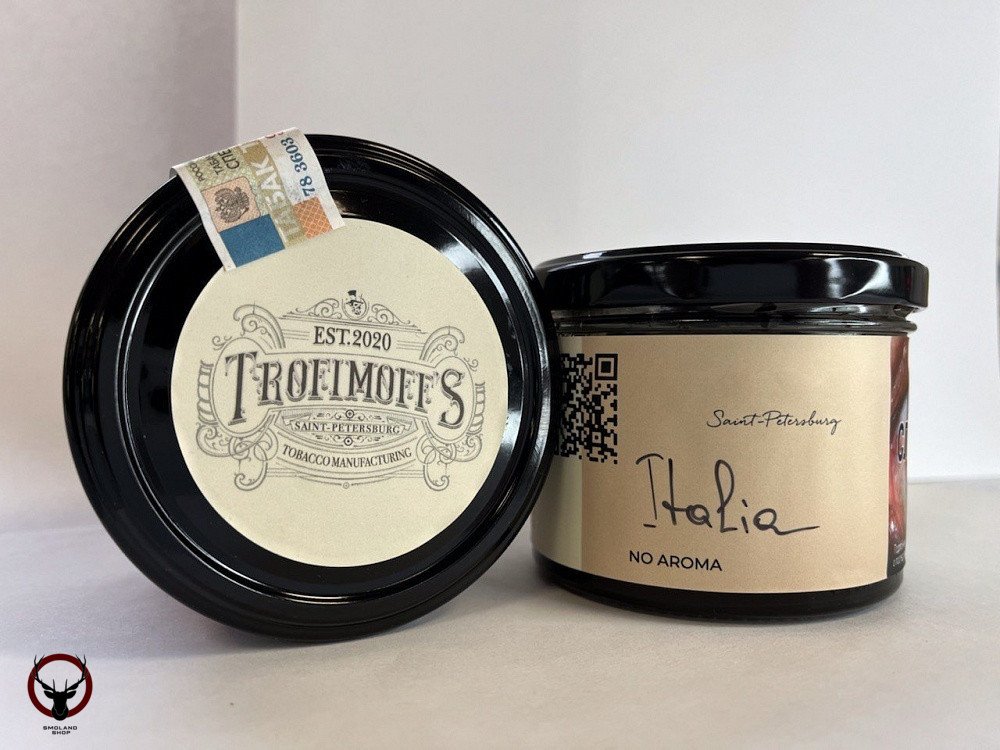 78 3603
EST.2020
TROFIMOFF'S
SAINT-PETERSBURG
TOBACCO MANUFACTURING
Saint-Petersburg
Italia
NO AROMA
SMOLAND
SHOP